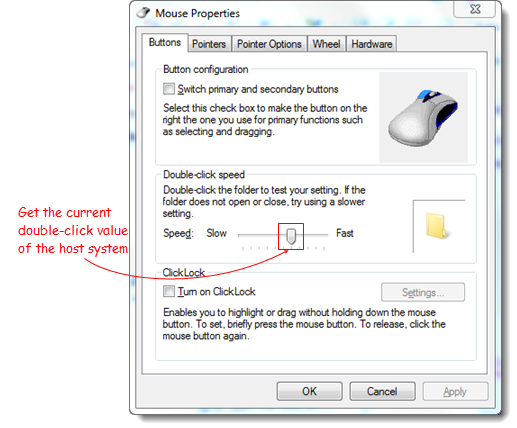 Mouse Properties
Buttons Pointers Pointer Options Wheel Hardware
Button configuration
Switch primary and secondary buttons
Select this check box to make the button on
the right the one you use for primary functions such
as selecting and dragging.
Double-click speed
Double-click the folder to test your setting. If the
folder does not open or close, try using a slower
setting.
Speed: Slow Fast
Get the current
double-click value
of the host system
ClickLock
Turn on ClickLock
Settings...
Enables you to highlight or drag without holding down the mouse
button. To set, briefly press the mouse button. To release, click the
mouse button again.
OK Cancel Apply